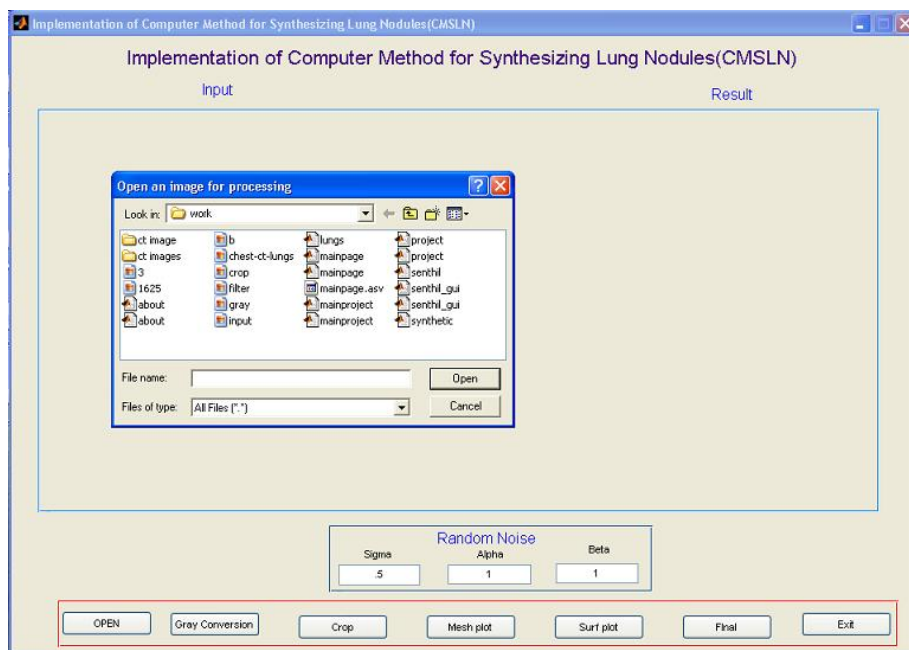 Implementation of Computer Method for Synthesizing Lung Nodules(CMSLN)
Implementation of Computer Method for Synthesizing Lung Nodules(CMSLN)
Input
Result
Open an image for processing
Look in: work
ct image b lungs project
ct images chest-ct-lungs mainpage project
3 crop mainpage senthil
1625 filter mainpage.asv senthil_gui
about gray mainproject senthil_gui
about input mainproject synthetic
File name:
Open
Files of type: All Files (*.*)
Cancel
Random Noise
Sigma Alpha Beta
.5 1 1
OPEN Gray Conversion Crop Mesh plot Surf plot FInal Exit